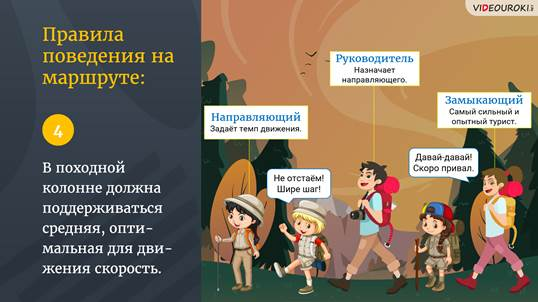 VIDEOUROKI
Правила
поведения на
маршруте:
4
В походной
колонне должна
поддерживаться
средняя, опти-
мальная для дви-
жения скорость.
Направляющий
Задаёт темп движения.
Руководитель
Назначает
направляющего.
Замыкающий
Самый сильный и
опытный турист.
Не отстаём!
Шире шаг!
Давай-давай!
Скоро привал.